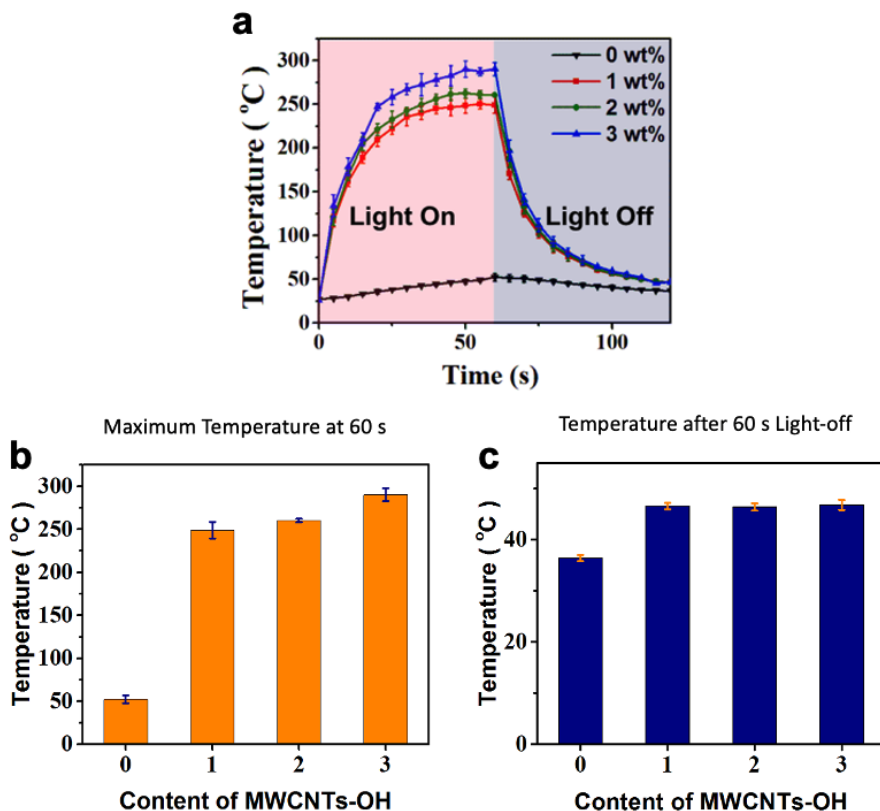 a
Temperature ( °C)
300
250
200
150
100
50
0
0 wt%
1 wt%
2 wt%
3 wt%
Light On
Light Off
0
50
100
Time (s)
Maximum Temperature at 60 s
b
Temperature ( °C )
300
250
200
150
100
50
0
0
1
2
3
Content of MWCNTs-OH
Temperature after 60 s Light-off
c
Temperature ( °C )
40
20
0
0
1
2
3
Content of MWCNTs-OH